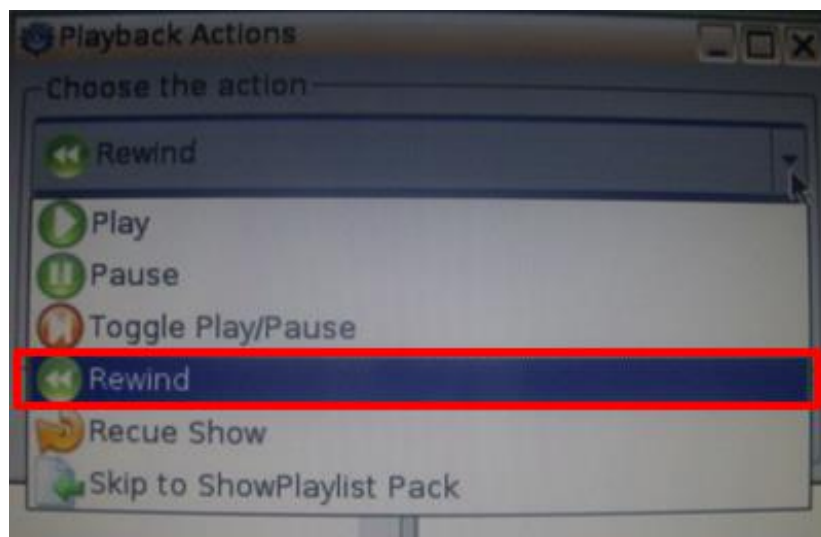 Playback Actions
Choose the action
Rewind
Play
Pause
Toggle Play/Pause
Rewind
Recue Show
Skip to ShowPlaylist Pack